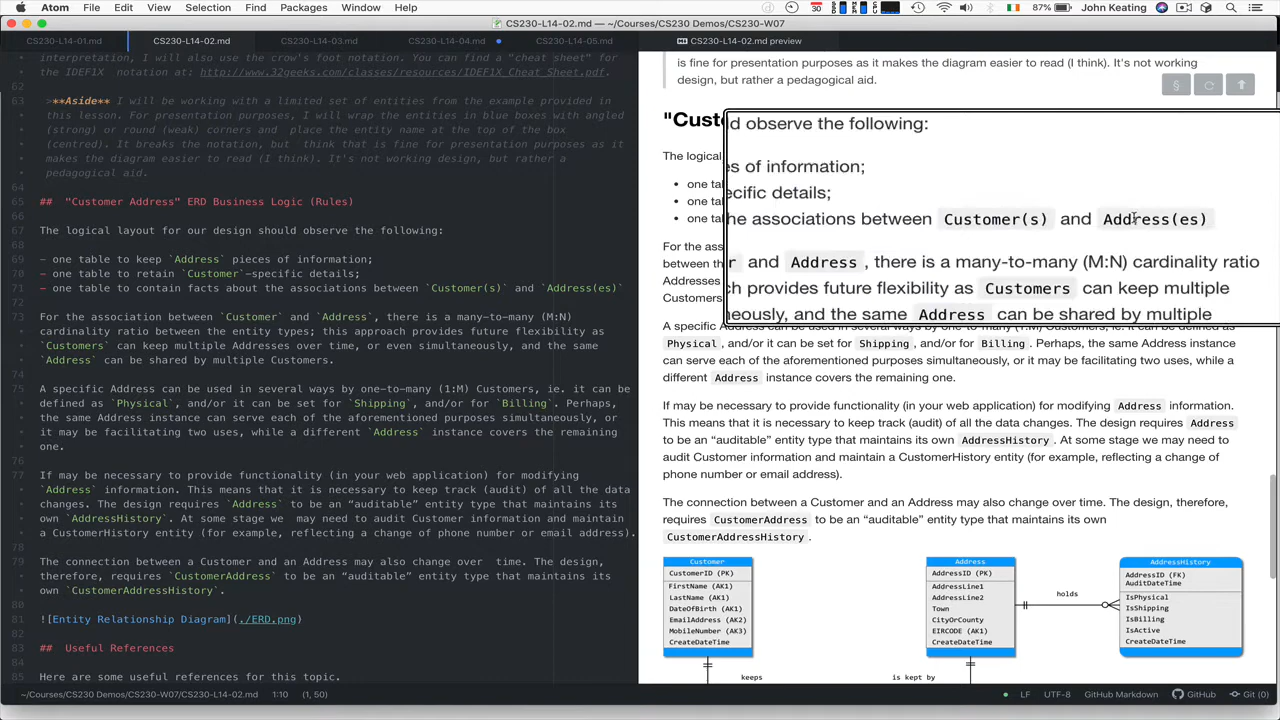 Atom File Edit View Selection Find Packages Window Help
30
87%
John Keating
CS230-L14-02.md — ~/Courses/CS230 Demos/CS230-W07
CS230-L14-01.md
CS230-L14-02.md
CS230-L14-03.md
CS230-L14-04.md
CS230-L14-05.md
CS230-L14-02.md preview
interpretation, I will also use the crow's foot notation. You can find a "cheat sheet" for
the IDEF1X notation at: http://www.32geeks.com/classes/resources/IDEF1X_Cheat_Sheet.pdf.
62
63 >**Aside** I will be working with a limited set of entities from the example provided in
this lesson. For presentation purposes, I will wrap the entities in blue boxes with angled
(strong) or round (weak) corners and place the entity name at the top of the box
(centred). It breaks the notation, but think that is fine for presentation purposes as it
makes the diagram easier to read (I think). It's not working design, but rather a
pedagogical aid.
64
65 ## "Customer Address" ERD Business Logic (Rules)
66
67 The logical layout for our design should observe the following:
68
69 - one table to keep `Address` pieces of information;
70 - one table to retain `Customer`-specific details;
71 - one table to contain facts about the associations between `Customer(s)` and `Address(es)`
72
73 For the association between `Customer` and `Address`, there is a many-to-many (M:N)
cardinality ratio between the entity types; this approach provides future flexibility as
`Customers` can keep multiple Addresses over time, or even simultaneously, and the same
`Address` can be shared by multiple Customers.
74
75 A specific Address can be used in several ways by one-to-many (1:M) Customers, ie. it can be
defined as `Physical`, and/or it can be set for `Shipping`, and/or for `Billing`. Perhaps,
the same Address instance can serve each of the aforementioned purposes simultaneously, or
it may be facilitating two uses, while a different `Address` instance covers the remaining
one.
76
77 If may be necessary to provide functionality (in your web application) for modifying
`Address` information. This means that it is necessary to keep track (audit) of all the data
changes. The design requires `Address` to be an “auditable” entity type that maintains its
own `AddressHistory`. At some stage we may need to audit Customer information and maintain
a CustomerHistory entity (for example, reflecting a change of phone number or email address).
78
79 The connection between a Customer and an Address may also change over time. The design,
therefore, requires `CustomerAddress` to be an “auditable” entity type that maintains its
own `CustomerAddressHistory`.
80
81 ![Entity Relationship Diagram](./ERD.png)
82
83 ## Useful References
84
85 Here are some useful references for this topic.
is fine for presentation purposes as it makes the diagram easier to read (I think). It's not working
design, but rather a pedagogical aid.
§
"Custo
The logical
one tal
one tal
one tal
For the ass
between th
Addresses
Customers
ld observe the following:
es of information;
ecific details;
he associations between Customer(s) and Address(es)
r and Address , there is a many-to-many (M:N) cardinality ratio
ch provides future flexibility as Customers can keep multiple
neously, and the same Address can be shared by multiple
A specific Address can be used in several ways by one-to-many (1:M) Customers, ie. it can be defined as
Physical , and/or it can be set for Shipping , and/or for Billing . Perhaps, the same Address instance
can serve each of the aforementioned purposes simultaneously, or it may be facilitating two uses, while a
different Address instance covers the remaining one.
If may be necessary to provide functionality (in your web application) for modifying Address information.
This means that it is necessary to keep track (audit) of all the data changes. The design requires Address
to be an “auditable” entity type that maintains its own AddressHistory . At some stage we may need to
audit Customer information and maintain a CustomerHistory entity (for example, reflecting a change of
phone number or email address).
The connection between a Customer and an Address may also change over time. The design, therefore,
requires CustomerAddress to be an “auditable” entity type that maintains its own
CustomerAddressHistory .
Customer
CustomerID (PK)
FirstName (AK1)
LastName (AK1)
DateOfBirth (AK1)
EmailAddress (AK2)
MobileNumber (AK3)
CreateDateTime
keeps
Address
AddressID (PK)
AddressLine1
AddressLine2
Town
CityOrCounty
EIRCODE (AK1)
CreateDateTime
is kept by
holds
AddressHistory
AddressID (FK)
AuditDateTime
IsPhysical
IsShipping
IsBilling
IsActive
CreateDateTime
~/Courses/CS230 Demos/CS230-W07/CS230-L14-02.md 1:10 (1, 50)
LF UTF-8 GitHub Markdown GitHub Git (0)